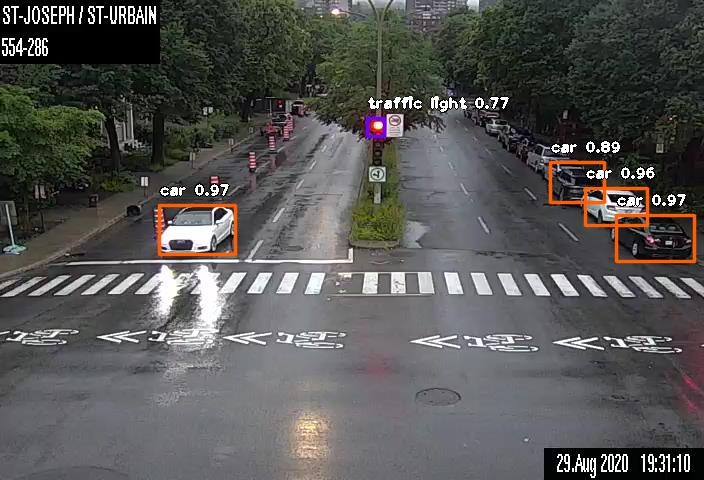 ST-JOSEPH / ST-URBAIN
554-286
traffic light 0.77
car 0.89
car 0.96
car 0.97
car 0.97
29.Aug 2020 19:31:10